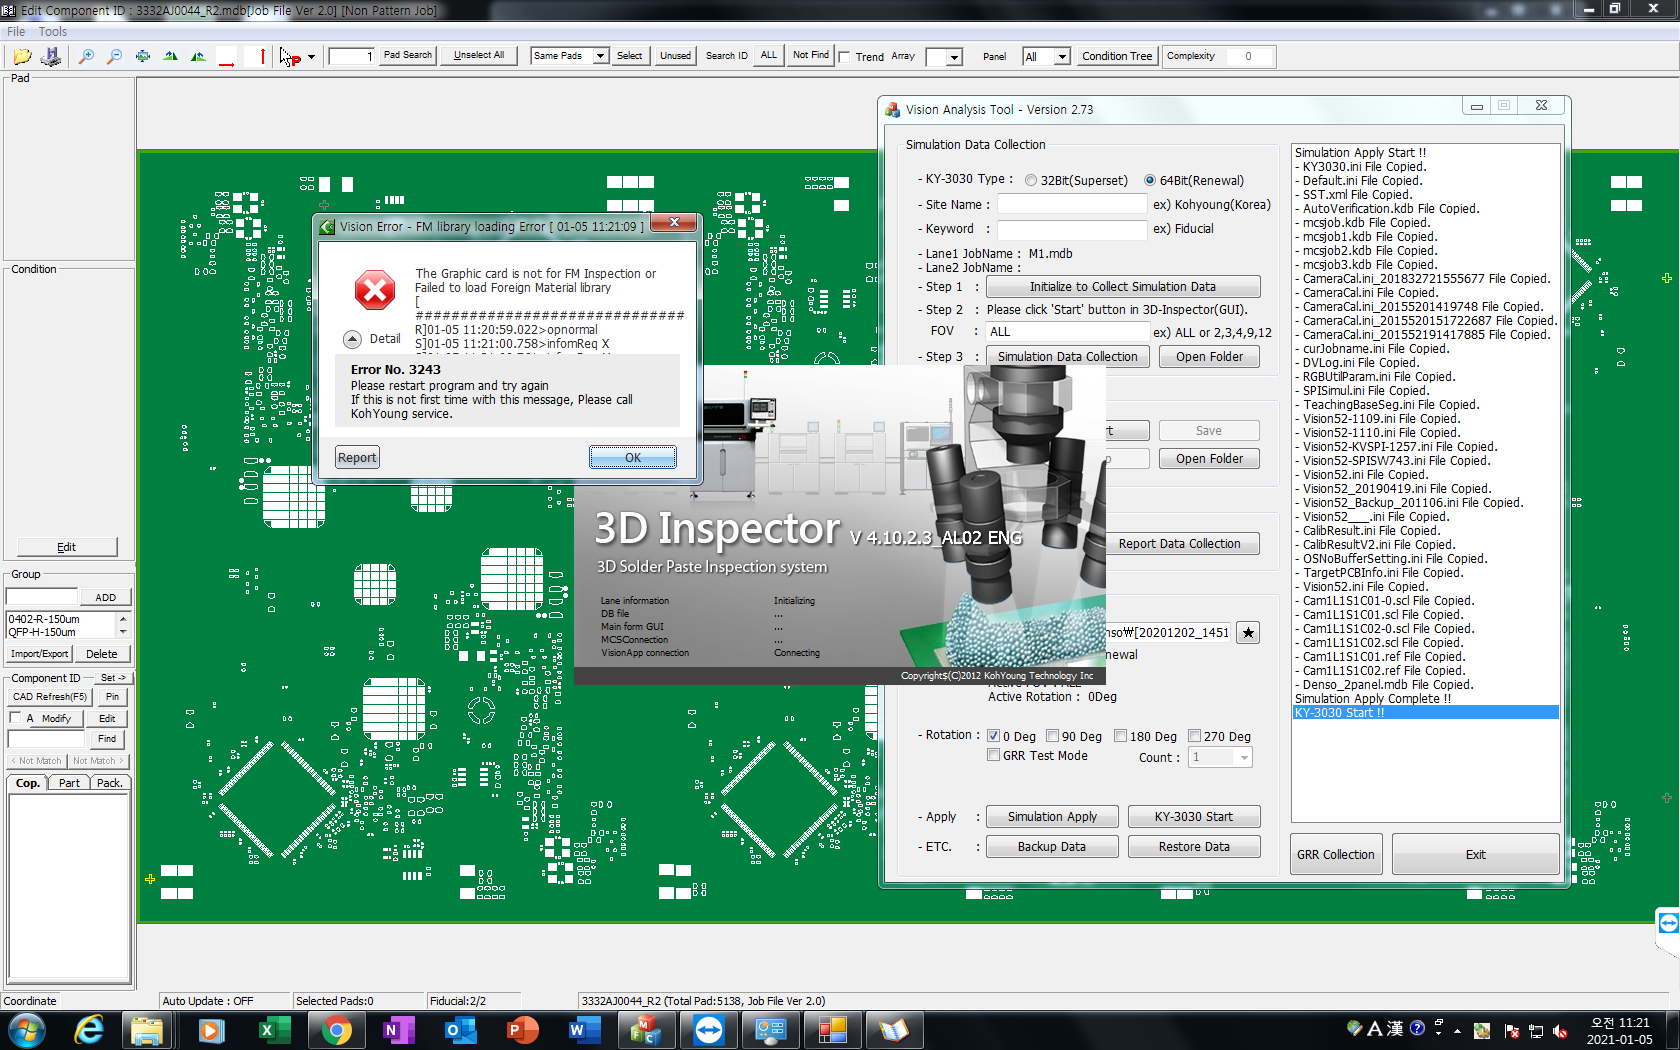 Edit Component ID : 3332AJ0044_R2.mdb[Job File Ver 2.0] [Non Pattern Job]
File Tools
1 Pad Search Unselect All Same Pads Select Unused Search ID ALL Not Find Trend Array Panel All Condition Tree Complexity 0
Pad
Condition
Edit
Group
ADD
0402-R-150um
QFP-H-150um
Import/Export Delete
Component ID Set ->
CAD Refresh(F5) Pin
A Modify Edit
Find
< Not Match Not Match >
Cop. Part Pack.
Vision Error - FM library loading Error [ 01-05 11:21:09 ]
The Graphic card is not for FM Inspection or
Failed to load Foreign Material library
[
##############################
R]01-05 11:20:59.022>opnormal
S]01-05 11:21:00.758>infomReq X
Detail
Error No. 3243
Please restart program and try again
If this is not first time with this message, Please call
KohYoung service.
Report OK
3D Inspector V 4.10.2.3_AL02 ENG
3D Solder Paste Inspection system
Lane information Initializing
DB file ...
Main form GUI ...
MCSConnection ...
VisionApp connection Connecting
Copyrights(C)2012 KohYoung Technology Inc
Vision Analysis Tool - Version 2.73
Simulation Data Collection
- KY-3030 Type : 32Bit(Superset) 64Bit(Renewal)
- Site Name : ex) Kohyoung(Korea)
- Keyword : ex) Fiducial
- Lane1 JobName : M1.mdb
- Lane2 JobName :
- Step 1 : Initialize to Collect Simulation Data
- Step 2 : Please click 'Start' button in 3D-Inspector(GUI).
FOV : ALL ex) ALL or 2,3,4,9,12
- Step 3 : Simulation Data Collection Open Folder
rt Save
p Open Folder
Report Data Collection
nso₩[20201202_1451 ★
newal
Active Rotation : 0Deg
- Rotation : 0 Deg 90 Deg 180 Deg 270 Deg
GRR Test Mode Count : 1
- Apply : Simulation Apply KY-3030 Start
- ETC. : Backup Data Restore Data
Simulation Apply Start !!
- KY3030.ini File Copied.
- Default.ini File Copied.
- SST.xml File Copied.
- AutoVerification.kdb File Copied.
- mcsjob.kdb File Copied.
- mcsjob1.kdb File Copied.
- mcsjob2.kdb File Copied.
- mcsjob3.kdb File Copied.
- CameraCal.ini_201832721555677 File Copied.
- CameraCal.ini_20155201419748 File Copied.
- CameraCal.ini_2015520151722687 File Copied.
- CameraCal.ini_201552191417885 File Copied.
- curJobname.ini File Copied.
- DVLog.ini File Copied.
- RGBUtilParam.ini File Copied.
- SPISimul.ini File Copied.
- TeachingBaseSeg.ini File Copied.
- Vision52-1109.ini File Copied.
- Vision52-1110.ini File Copied.
- Vision52-KVSPI-1257.ini File Copied.
- Vision52-SPISW743.ini File Copied.
- Vision52.ini File Copied.
- Vision52_20190419.ini File Copied.
- Vision52_Backup_201106.ini File Copied.
- Vision52___.ini File Copied.
- CalibResult.ini File Copied.
- CalibResultV2.ini File Copied.
- OSNoBufferSetting.ini File Copied.
- TargetPCBInfo.ini File Copied.
- Vision52.ini File Copied.
- Cam1L1S1C01-0.scl File Copied.
- Cam1L1S1C01.scl File Copied.
- Cam1L1S1C02-0.scl File Copied.
- Cam1L1S1C02.scl File Copied.
- Cam1L1S1C01.ref File Copied.
- Cam1L1S1C02.ref File Copied.
- Denso_2panel.mdb File Copied.
Simulation Apply Complete !!
KY-3030 Start !!
GRR Collection Exit
Coordinate Auto Update : OFF Selected Pads:0 Fiducial:2/2 3332AJ0044_R2 (Total Pad:5138, Job File Ver 2.0)
A 漢
오전 11:21
2021-01-05